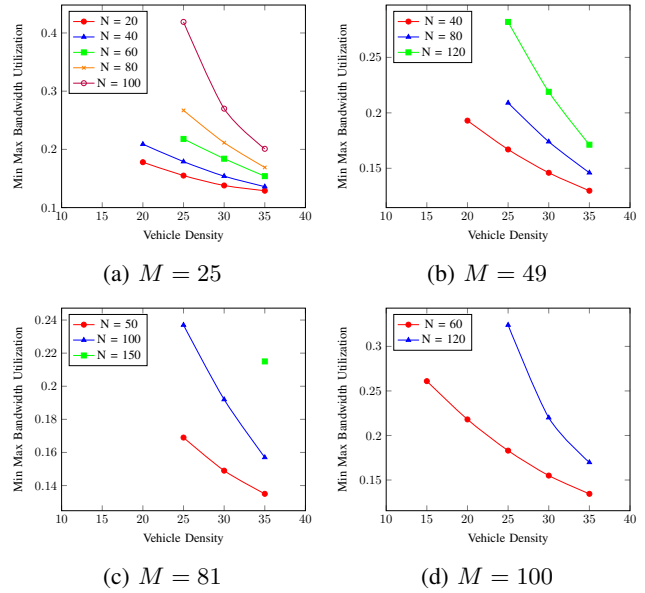 N = 20
N = 40
N = 60
N = 80
N = 100
0.4
0.3
0.2
0.1
Min Max Bandwidth Utilization
10 15 20 25 30 35 40
Vehicle Density
(a) M = 25
N = 40
N = 80
N = 120
0.25
0.2
0.15
Min Max Bandwidth Utilization
10 15 20 25 30 35 40
Vehicle Density
(b) M = 49
N = 50
N = 100
N = 150
0.24
0.22
0.2
0.18
0.16
0.14
Min Max Bandwidth Utilization
10 15 20 25 30 35 40
Vehicle Density
(c) M = 81
N = 60
N = 120
0.3
0.25
0.2
0.15
Min Max Bandwidth Utilization
10 15 20 25 30 35 40
Vehicle Density
(d) M = 100